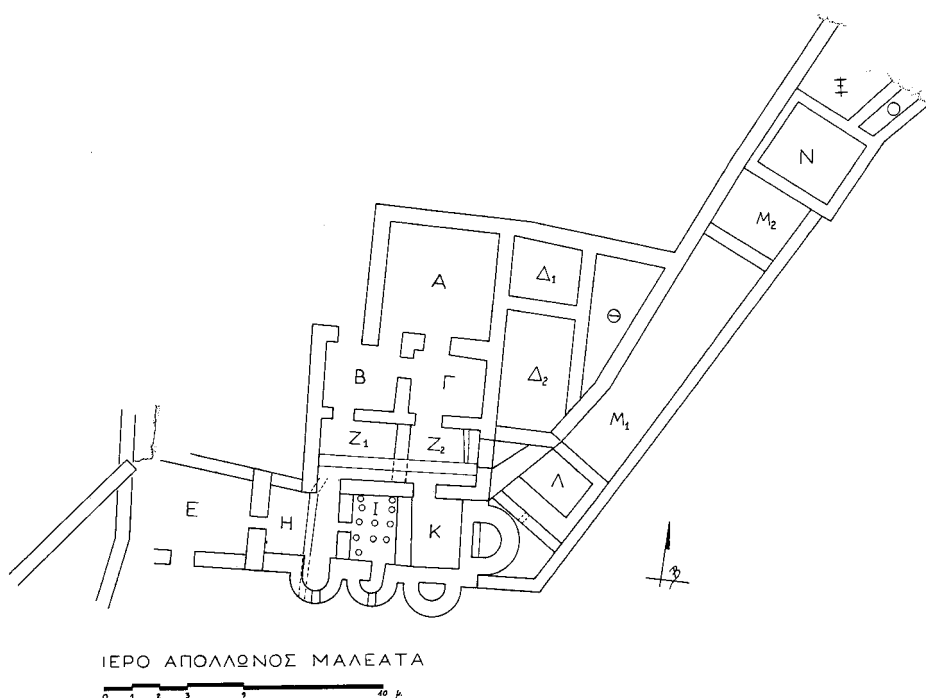 Ξ
Ο
Ν
Μ₂
Α
Δ₁
Θ
Β
Γ
Δ₂
Μ₁
Ζ₁
Ζ₂
Λ
Ε
Η
Ι
Κ
Β
ΙΕΡΟ ΑΠΟΛΛΩΝΟΣ ΜΑΛΕΑΤΑ
0 1 2 3 10 μ.